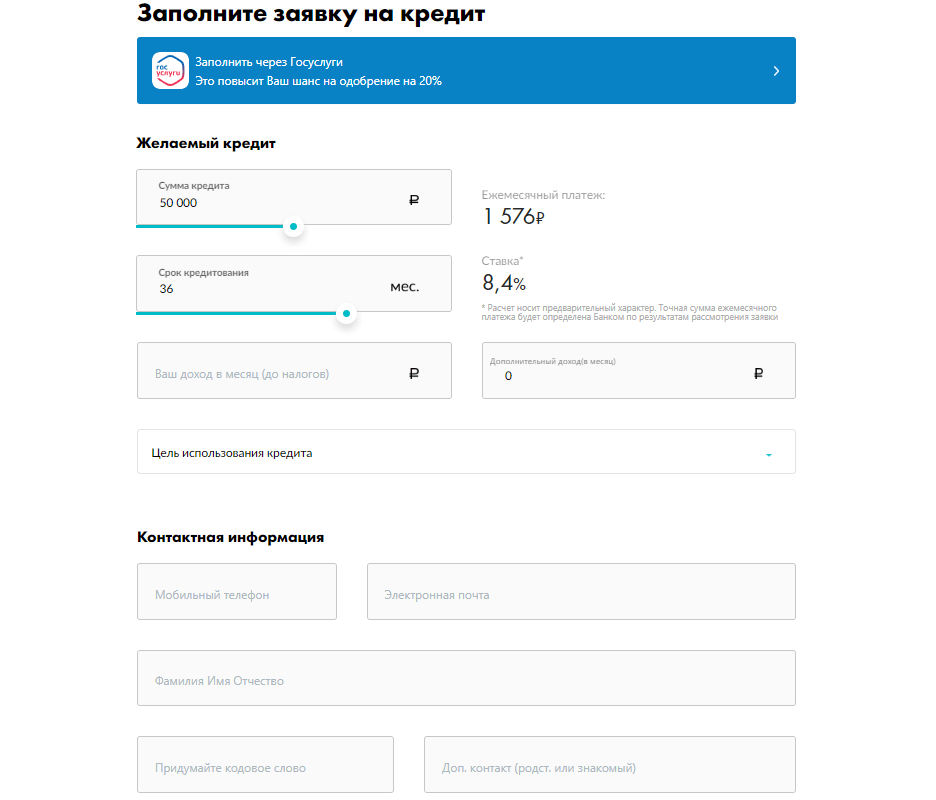 Заполните заявку на кредит
гос
услуги
Заполнить через Госуслуги
Это повысит Ваш шанс на одобрение на 20%
Желаемый кредит
Сумма кредита
50 000 ₽
Ежемесячный платеж:
1 576₽
Срок кредитования
36 мес.
Ставка*
8,4%
* Расчет носит предварительный характер. Точная сумма ежемесячного
платежа будет определена Банком по результатам рассмотрения заявки
Ваш доход в месяц (до налогов) ₽
Дополнительный доход(в месяц)
0 ₽
Цель использования кредита
Контактная информация
Мобильный телефон
Электронная почта
Фамилия Имя Отчество
Придумайте кодовое слово
Доп. контакт (родст. или знакомый)